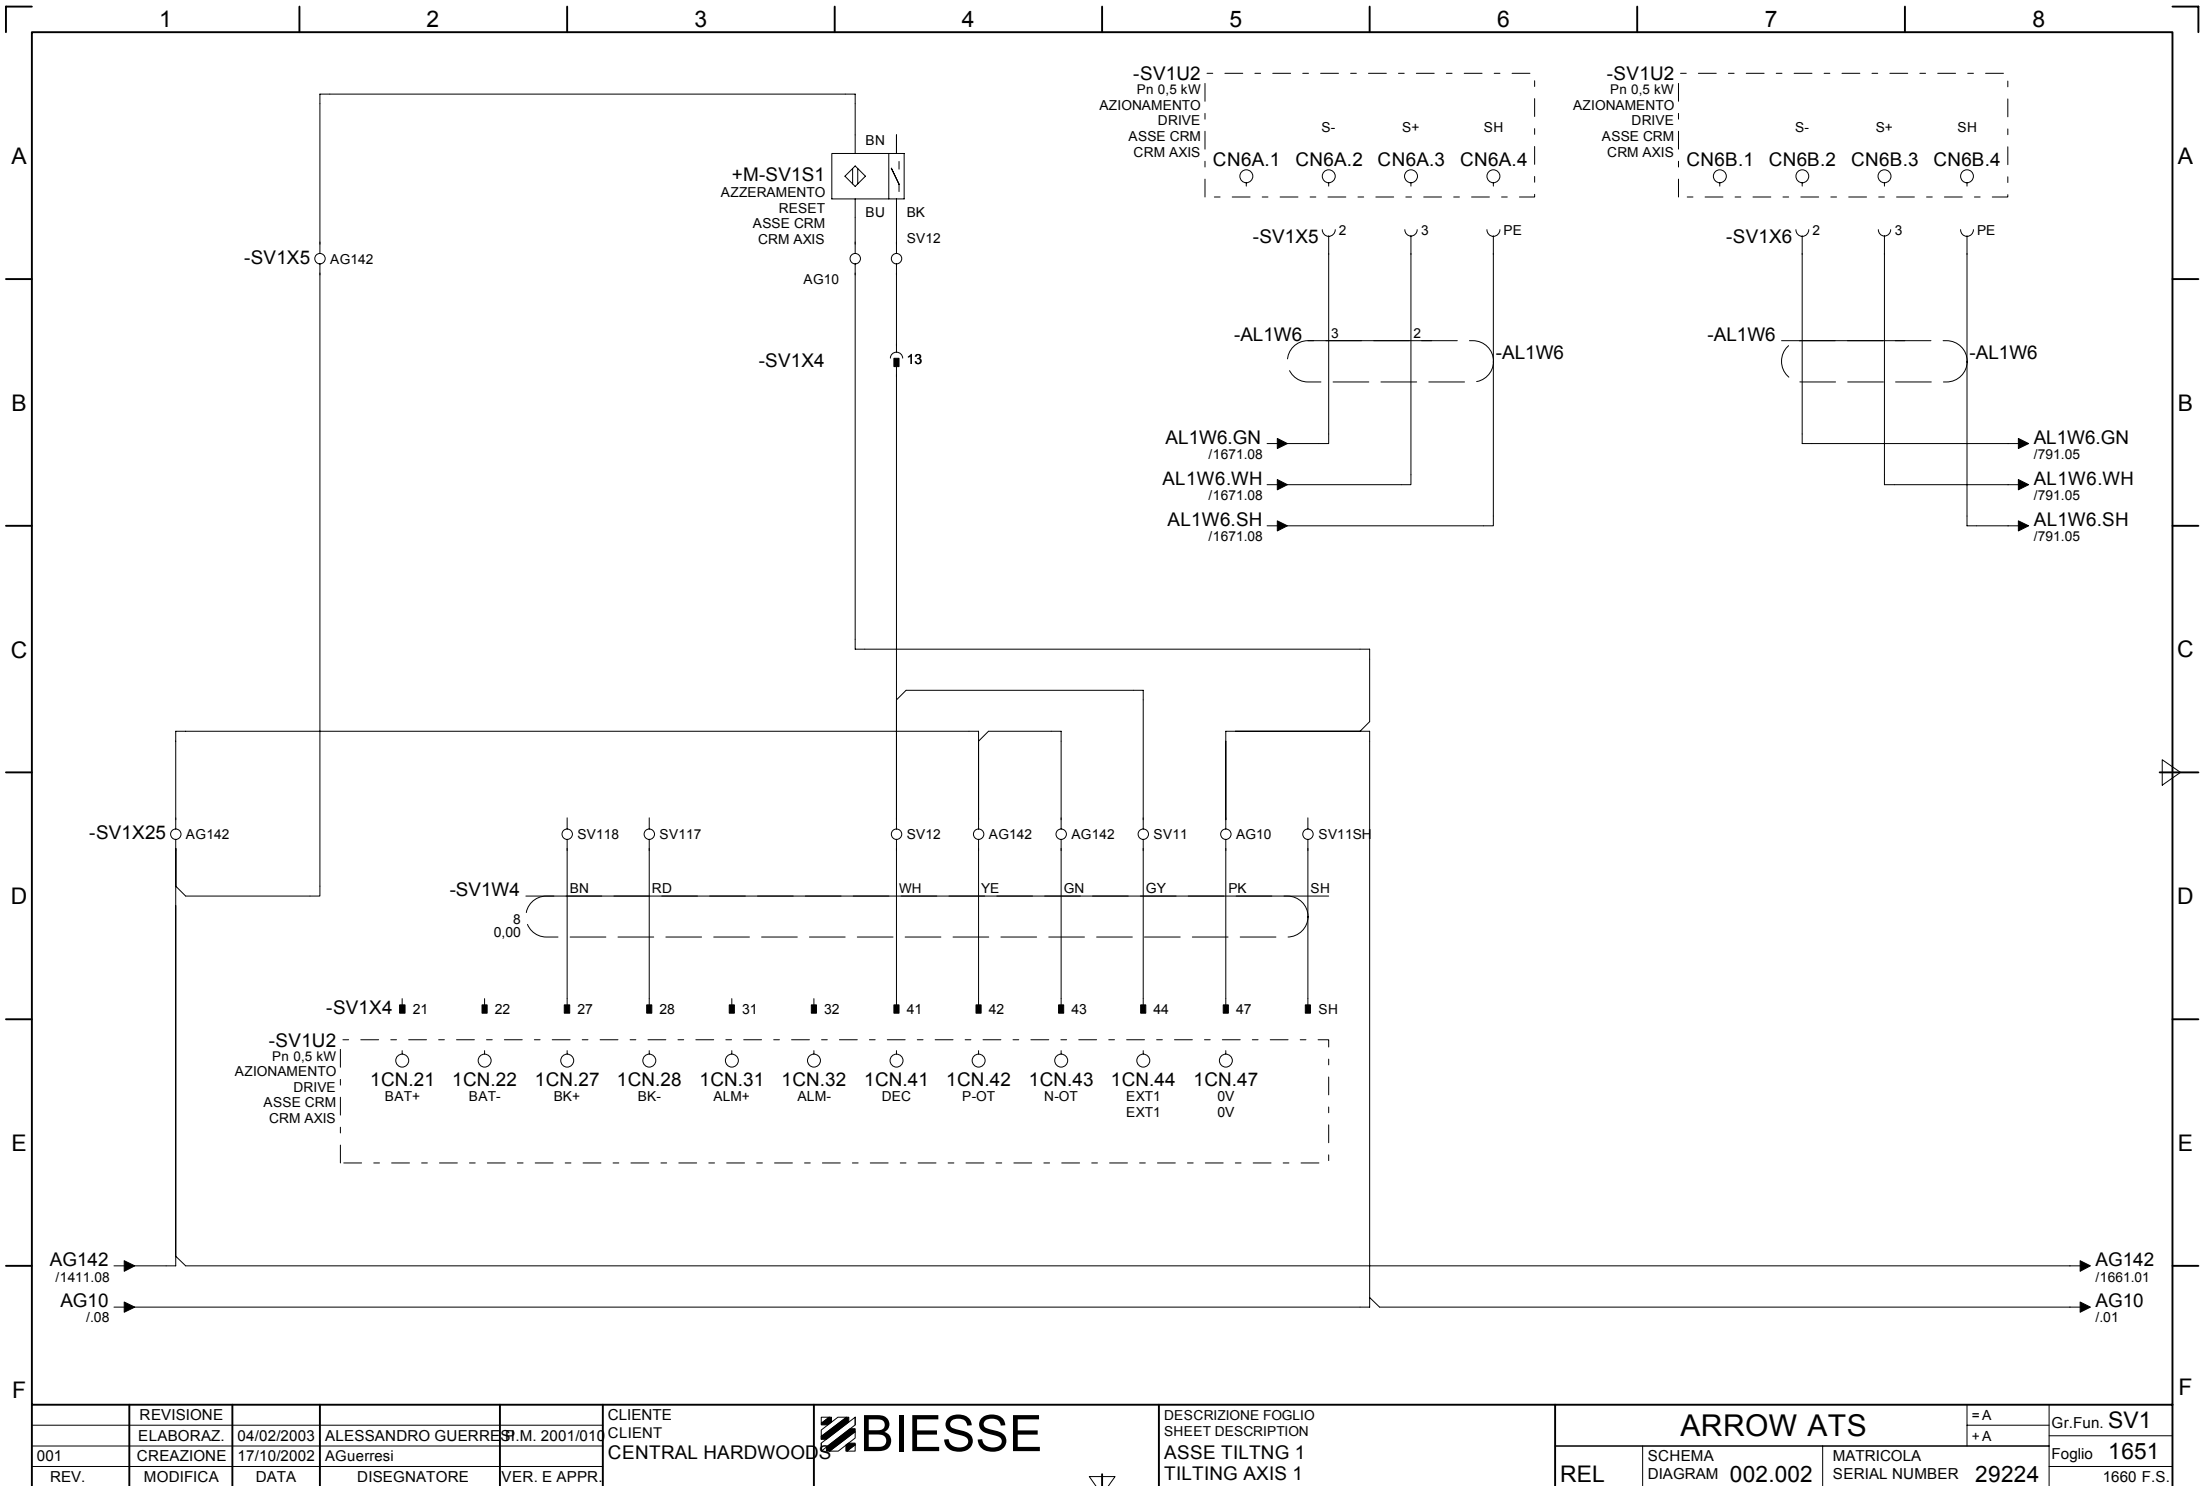 1 2 3 4 5 6 7 8
A
B
C
D
E
F
A
B
C
D
E
F
-SV1X5 AG142
BN
+M-SV1S1
AZZERAMENTO
RESET
ASSE CRM
CRM AXIS
BU BK
SV12
AG10
-SV1X4 13
-SV1U2
Pn 0,5 kW
AZIONAMENTO
DRIVE
ASSE CRM
CRM AXIS
S- S+ SH
CN6A.1 CN6A.2 CN6A.3 CN6A.4
-SV1X5 2 3 PE
-AL1W6 3 2 -AL1W6
AL1W6.GN
/1671.08
AL1W6.WH
/1671.08
AL1W6.SH
/1671.08
-SV1U2
Pn 0,5 kW
AZIONAMENTO
DRIVE
ASSE CRM
CRM AXIS
S- S+ SH
CN6B.1 CN6B.2 CN6B.3 CN6B.4
-SV1X6 2 3 PE
-AL1W6 -AL1W6
AL1W6.GN
/791.05
AL1W6.WH
/791.05
AL1W6.SH
/791.05
-SV1X25 AG142 SV118 SV117 SV12 AG142 AG142 SV11 AG10 SV11SH
-SV1W4 BN RD WH YE GN GY PK SH
8
0,00
-SV1X4 21 22 27 28 31 32 41 42 43 44 47 SH
-SV1U2
Pn 0,5 kW
AZIONAMENTO
DRIVE
ASSE CRM
CRM AXIS
1CN.21 1CN.22 1CN.27 1CN.28 1CN.31 1CN.32 1CN.41 1CN.42 1CN.43 1CN.44 1CN.47
BAT+ BAT- BK+ BK- ALM+ ALM- DEC P-OT N-OT EXT1 0V
EXT1 0V
AG142
/1411.08
AG10
/.08
AG142
/1661.01
AG10
/.01
REVISIONE
ELABORAZ. 04/02/2003 ALESSANDRO GUERRESI P.M. 2001/010
001 CREAZIONE 17/10/2002 AGuerresi
REV. MODIFICA DATA DISEGNATORE VER. E APPR.
CLIENTE
CLIENT
CENTRAL HARDWOODS
BIESSE
DESCRIZIONE FOGLIO
SHEET DESCRIPTION
ASSE TILTNG 1
TILTING AXIS 1
ARROW ATS
REL
SCHEMA
DIAGRAM 002.002
MATRICOLA
SERIAL NUMBER 29224
= A
+ A
Gr.Fun. SV1
Foglio 1651
1660 F.S.